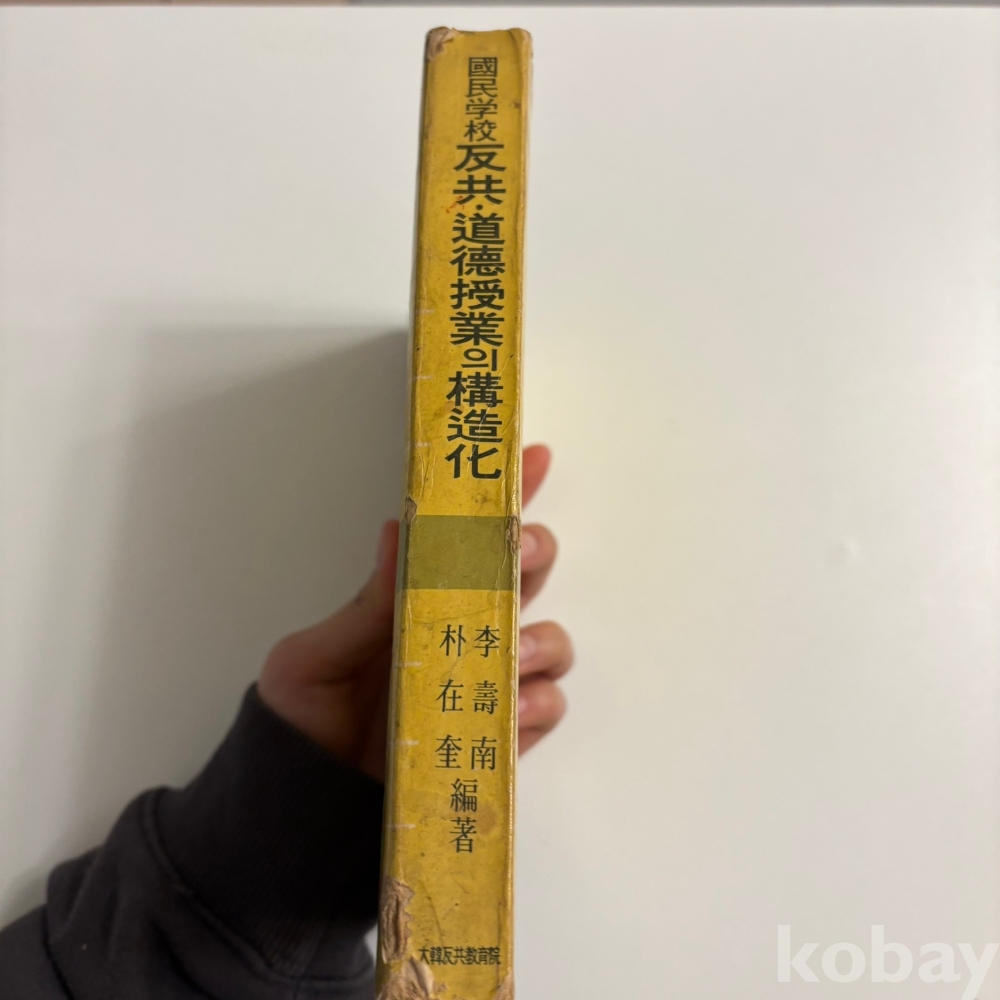 國民学校 反共·道德授業의構造化
李壽南
朴在奎
編著
大韓反共教育院
kobay